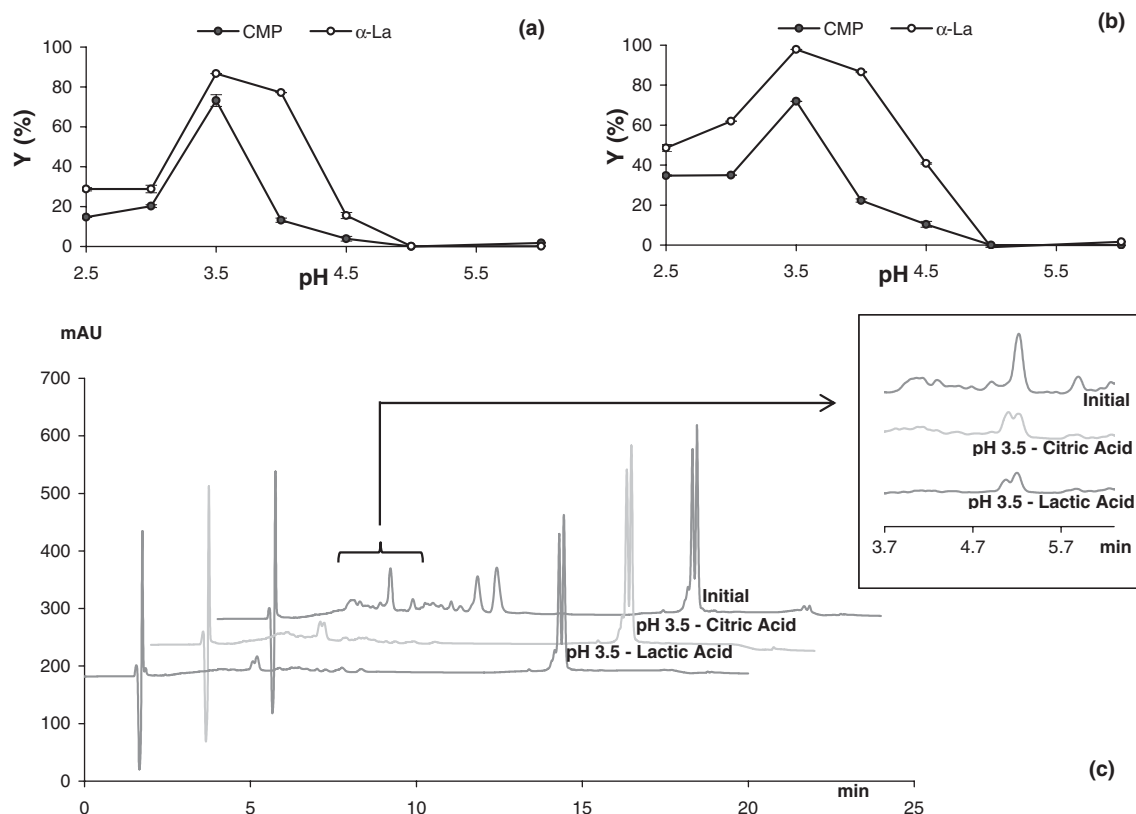 CMP α-La (a)
100
80
60
40
20
0
Y (%)
2.5 3.5 4.5 5.5
pH
CMP α-La (b)
100
80
60
40
20
0
Y (%)
2.5 3.5 4.5 5.5
pH
mAU
700
600
500
400
300
200
100
0
Initial
pH 3.5 - Citric Acid
pH 3.5 - Lactic Acid
0 5 10 15 20 25
min
(c)
Initial
pH 3.5 - Citric Acid
pH 3.5 - Lactic Acid
3.7 4.7 5.7 min